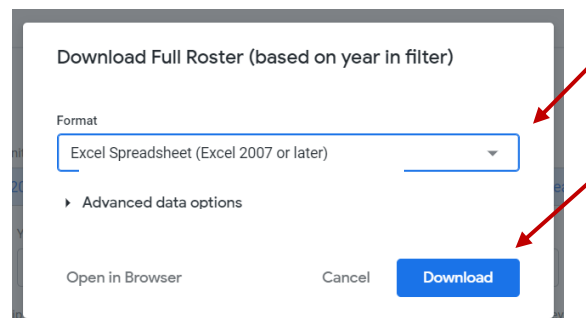 Download Full Roster (based on year in filter)
Format
Excel Spreadsheet (Excel 2007 or later)
Advanced data options
Open in Browser Cancel Download